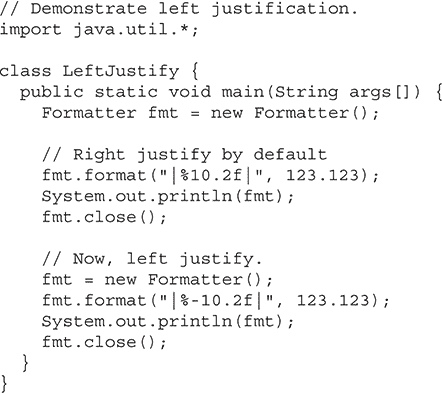 // Demonstrate left justification.
import java.util.*;

class LeftJustify {
  public static void main(String args[]) {
    Formatter fmt = new Formatter();

    // Right justify by default
    fmt.format("|%10.2f|", 123.123);
    System.out.println(fmt);
    fmt.close();

    // Now, left justify.
    fmt = new Formatter();
    fmt.format("|%-10.2f|", 123.123);
    System.out.println(fmt);
    fmt.close();
  }
}